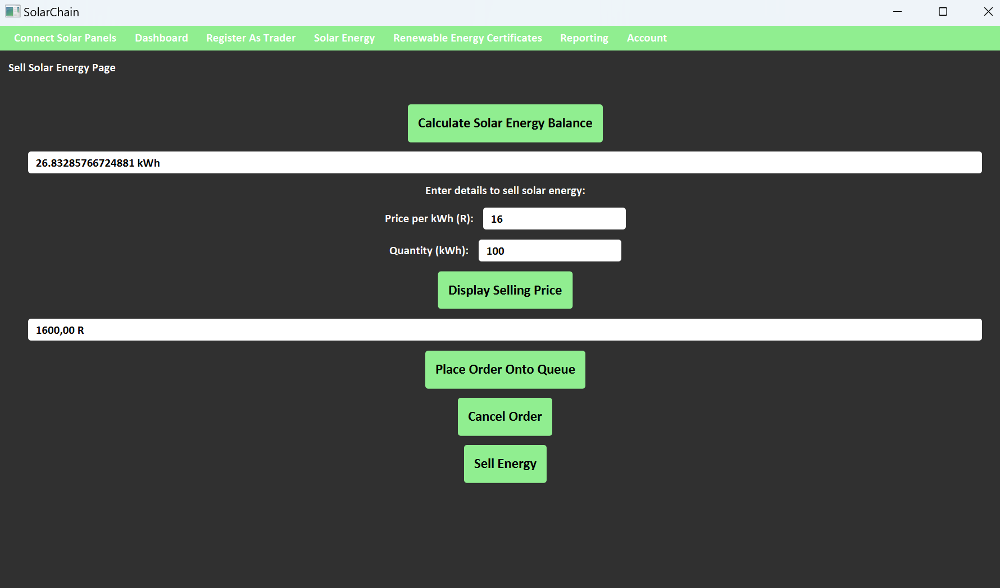 SolarChain
Connect Solar Panels Dashboard Register As Trader Solar Energy Renewable Energy Certificates Reporting Account
Sell Solar Energy Page
Calculate Solar Energy Balance
26.83285766724881 kWh
Enter details to sell solar energy:
Price per kWh (R): 16
Quantity (kWh): 100
Display Selling Price
1600,00 R
Place Order Onto Queue
Cancel Order
Sell Energy